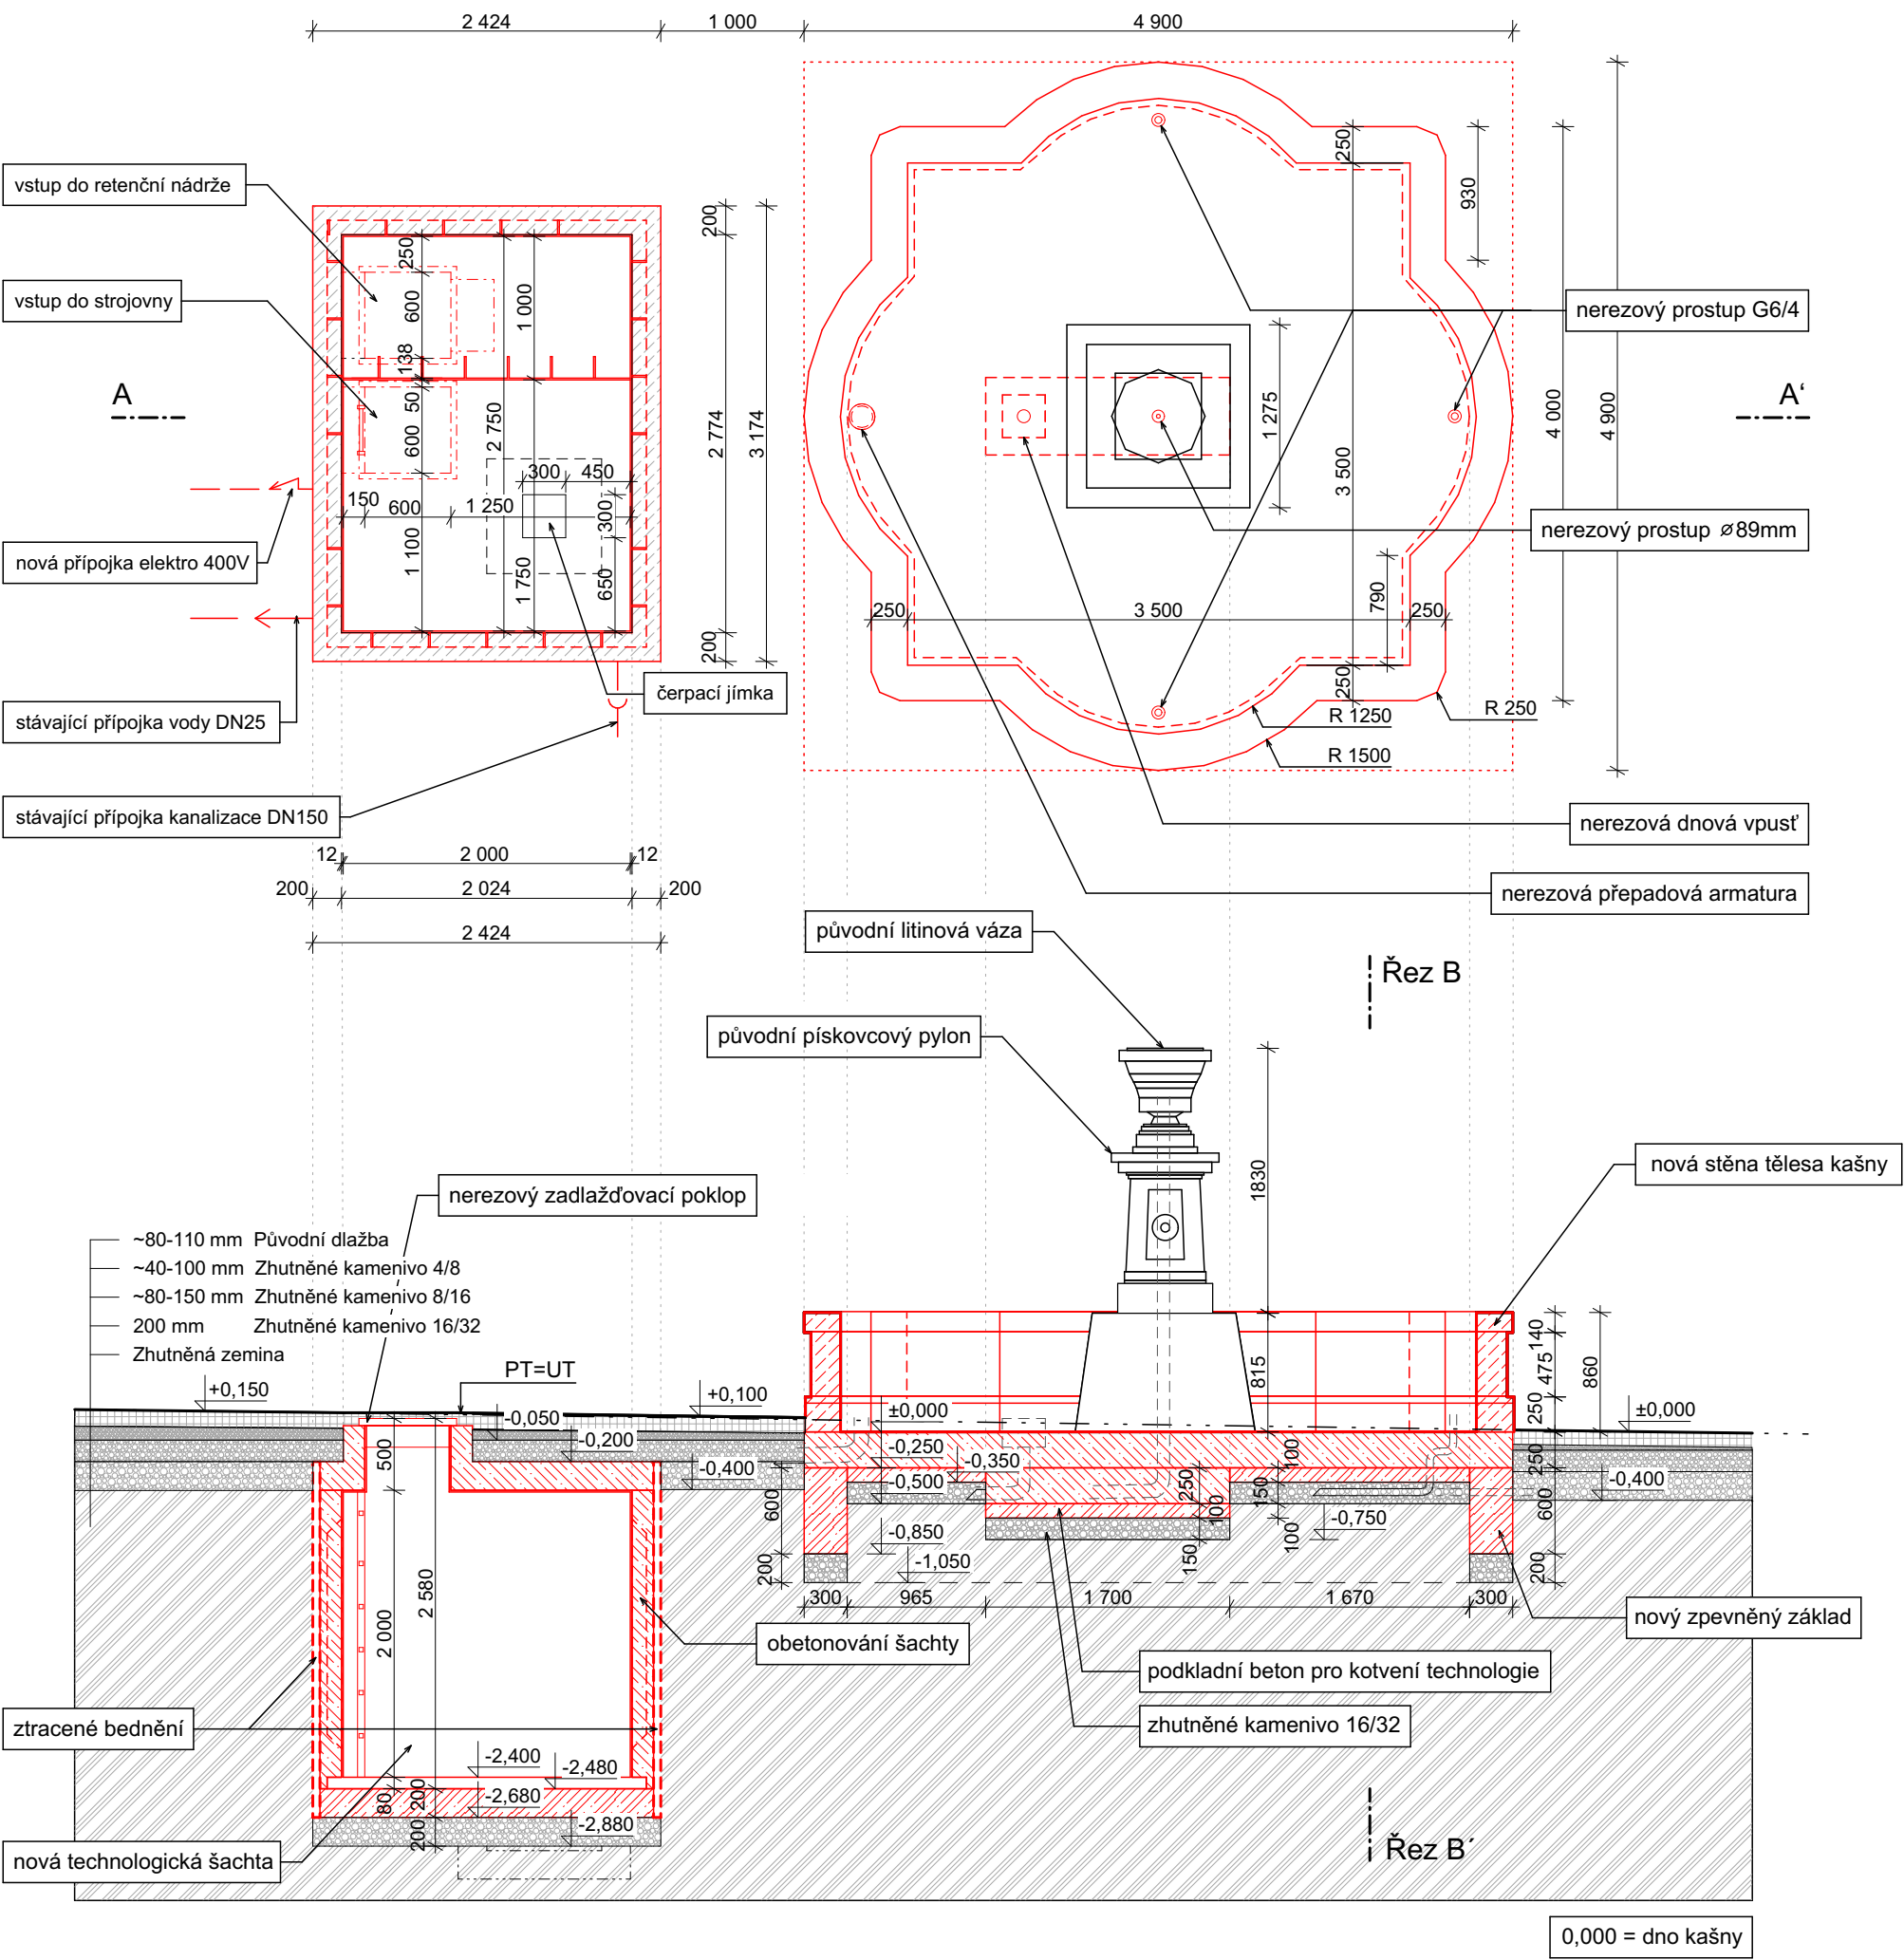 2 424
1 000
4 900
vstup do retenční nádrže
vstup do strojovny
A
nová přípojka elektro 400V
stávající přípojka vody DN25
stávající přípojka kanalizace DN150
250
600
138
50
600
1 100
1 000
2 750
1 750
300
450
150
600
1 250
300
650
čerpací jímka
200
2 774
200
3 174
12
2 000
12
200
2 024
200
2 424
250
930
nerezový prostup G6/4
A‘
1 275
3 500
4 000
4 900
nerezový prostup ⌀89mm
790
250
3 500
250
250
R 1250
R 250
R 1500
nerezová dnová vpusť
nerezová přepadová armatura
původní litinová váza
Řez B
původní pískovcový pylon
1830
nová stěna tělesa kašny
nerezový zadlažďovací poklop
~80-110 mm Původní dlažba
~40-100 mm Zhutněné kamenivo 4/8
~80-150 mm Zhutněné kamenivo 8/16
200 mm Zhutněné kamenivo 16/32
Zhutněná zemina
PT=UT
+0,150
+0,100
-0,050
-0,200
-0,400
±0,000
-0,250
-0,350
-0,500
-0,850
-1,050
815
140
475
250
860
±0,000
-0,400
250
600
200
500
600
200
250
100
150
100
150
100
-0,750
300
965
1 700
1 670
300
nový zpevněný základ
2 580
2 000
obetonování šachty
podkladní beton pro kotvení technologie
zhutněné kamenivo 16/32
ztracené bednění
-2,400
-2,480
-2,680
-2,880
80
200
200
nová technologická šachta
Řez B´
0,000 = dno kašny